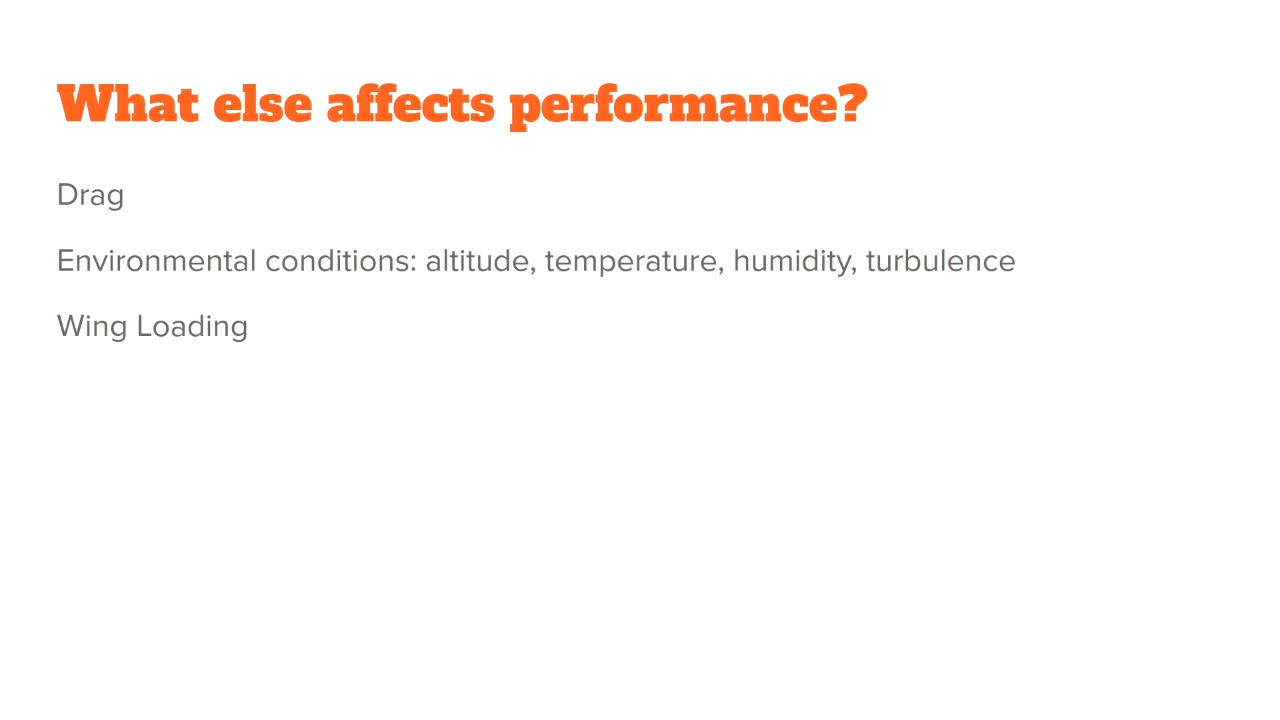 What else affects performance?
Drag
Environmental conditions: altitude, temperature, humidity, turbulence
Wing Loading